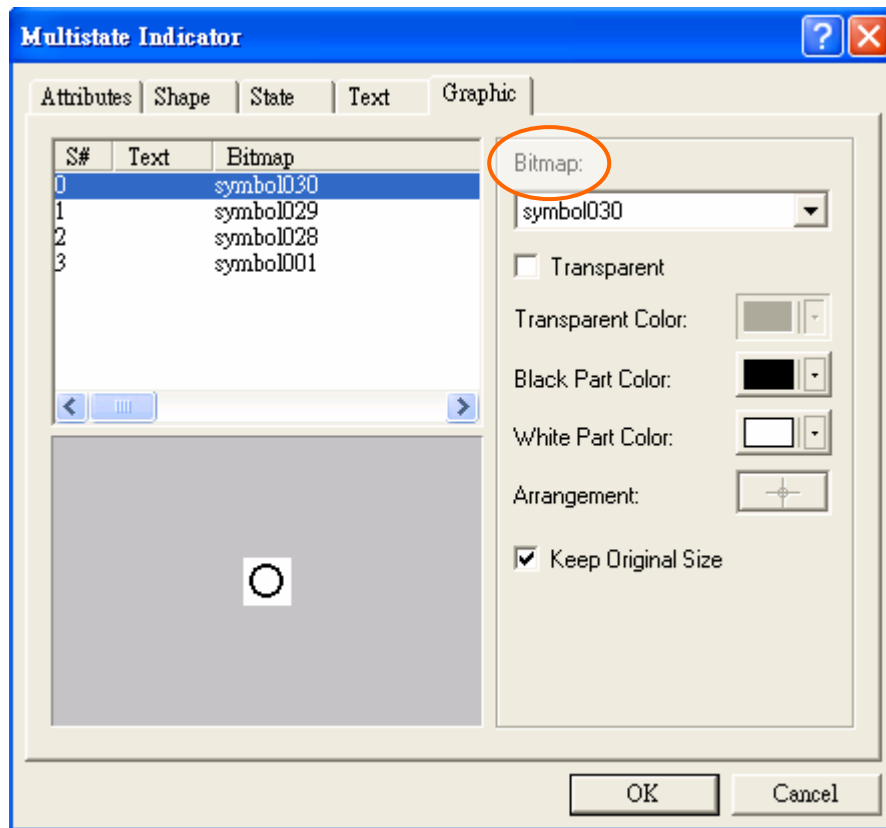 Multistate Indicator
Attributes Shape State Text Graphic
S# Text Bitmap
0 symbol030
1 symbol029
2 symbol028
3 symbol001
Bitmap:
symbol030
Transparent
Transparent Color:
Black Part Color:
White Part Color:
Arrangement:
Keep Original Size
OK Cancel